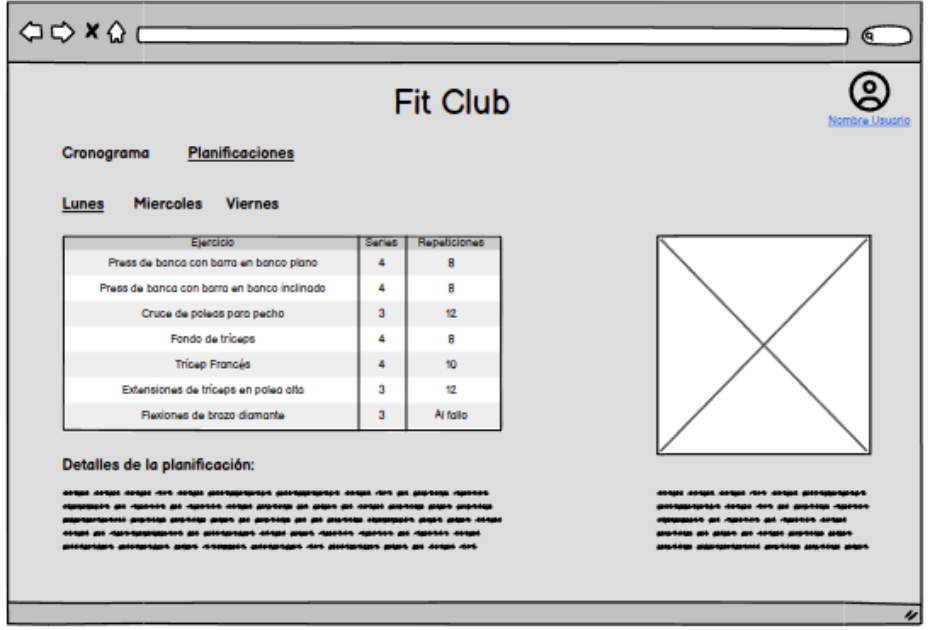 Fit Club
Nombre Usuario
Cronograma Planificaciones
Lunes Miercoles Viernes
Ejercicio Series Repeticiones
Press de banca con barra en banco plano 4 8
Press de banca con barra en banco inclinado 4 8
Cruce de poleas para pecho 3 12
Fondo de tríceps 4 8
Trícep Francés 4 10
Extensiones de tríceps en polea alta 3 12
Flexiones de brazo diamante 3 Al fallo
Detalles de la planificación: